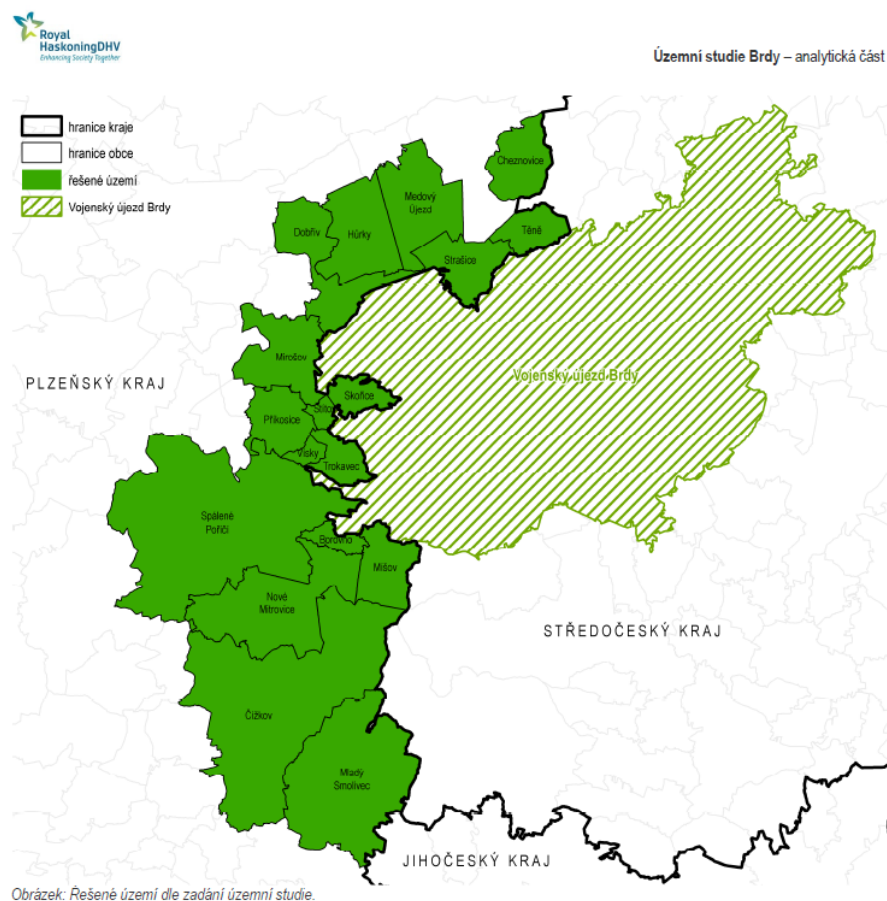 Royal
HaskoningDHV
Enhancing Society Together
Územní studie Brdy – analytická část
hranice kraje
hranice obce
řešené území
Vojenský újezd Brdy
Cheznovice
Medový
Újezd
Dobřív
Hůrky
Těně
Strašice
Mirošov
PLZEŇSKÝ KRAJ
Vojenský újezd Brdy
Skořice
Štítov
Příkosice
Vísky
Trokavec
Spálené
Poříčí
Borovno
Míšov
Nové
Mitrovice
STŘEDOČESKÝ KRAJ
Čížkov
Mladý
Smolivec
JIHOČESKÝ KRAJ
Obrázek: Řešené území dle zadání územní studie.